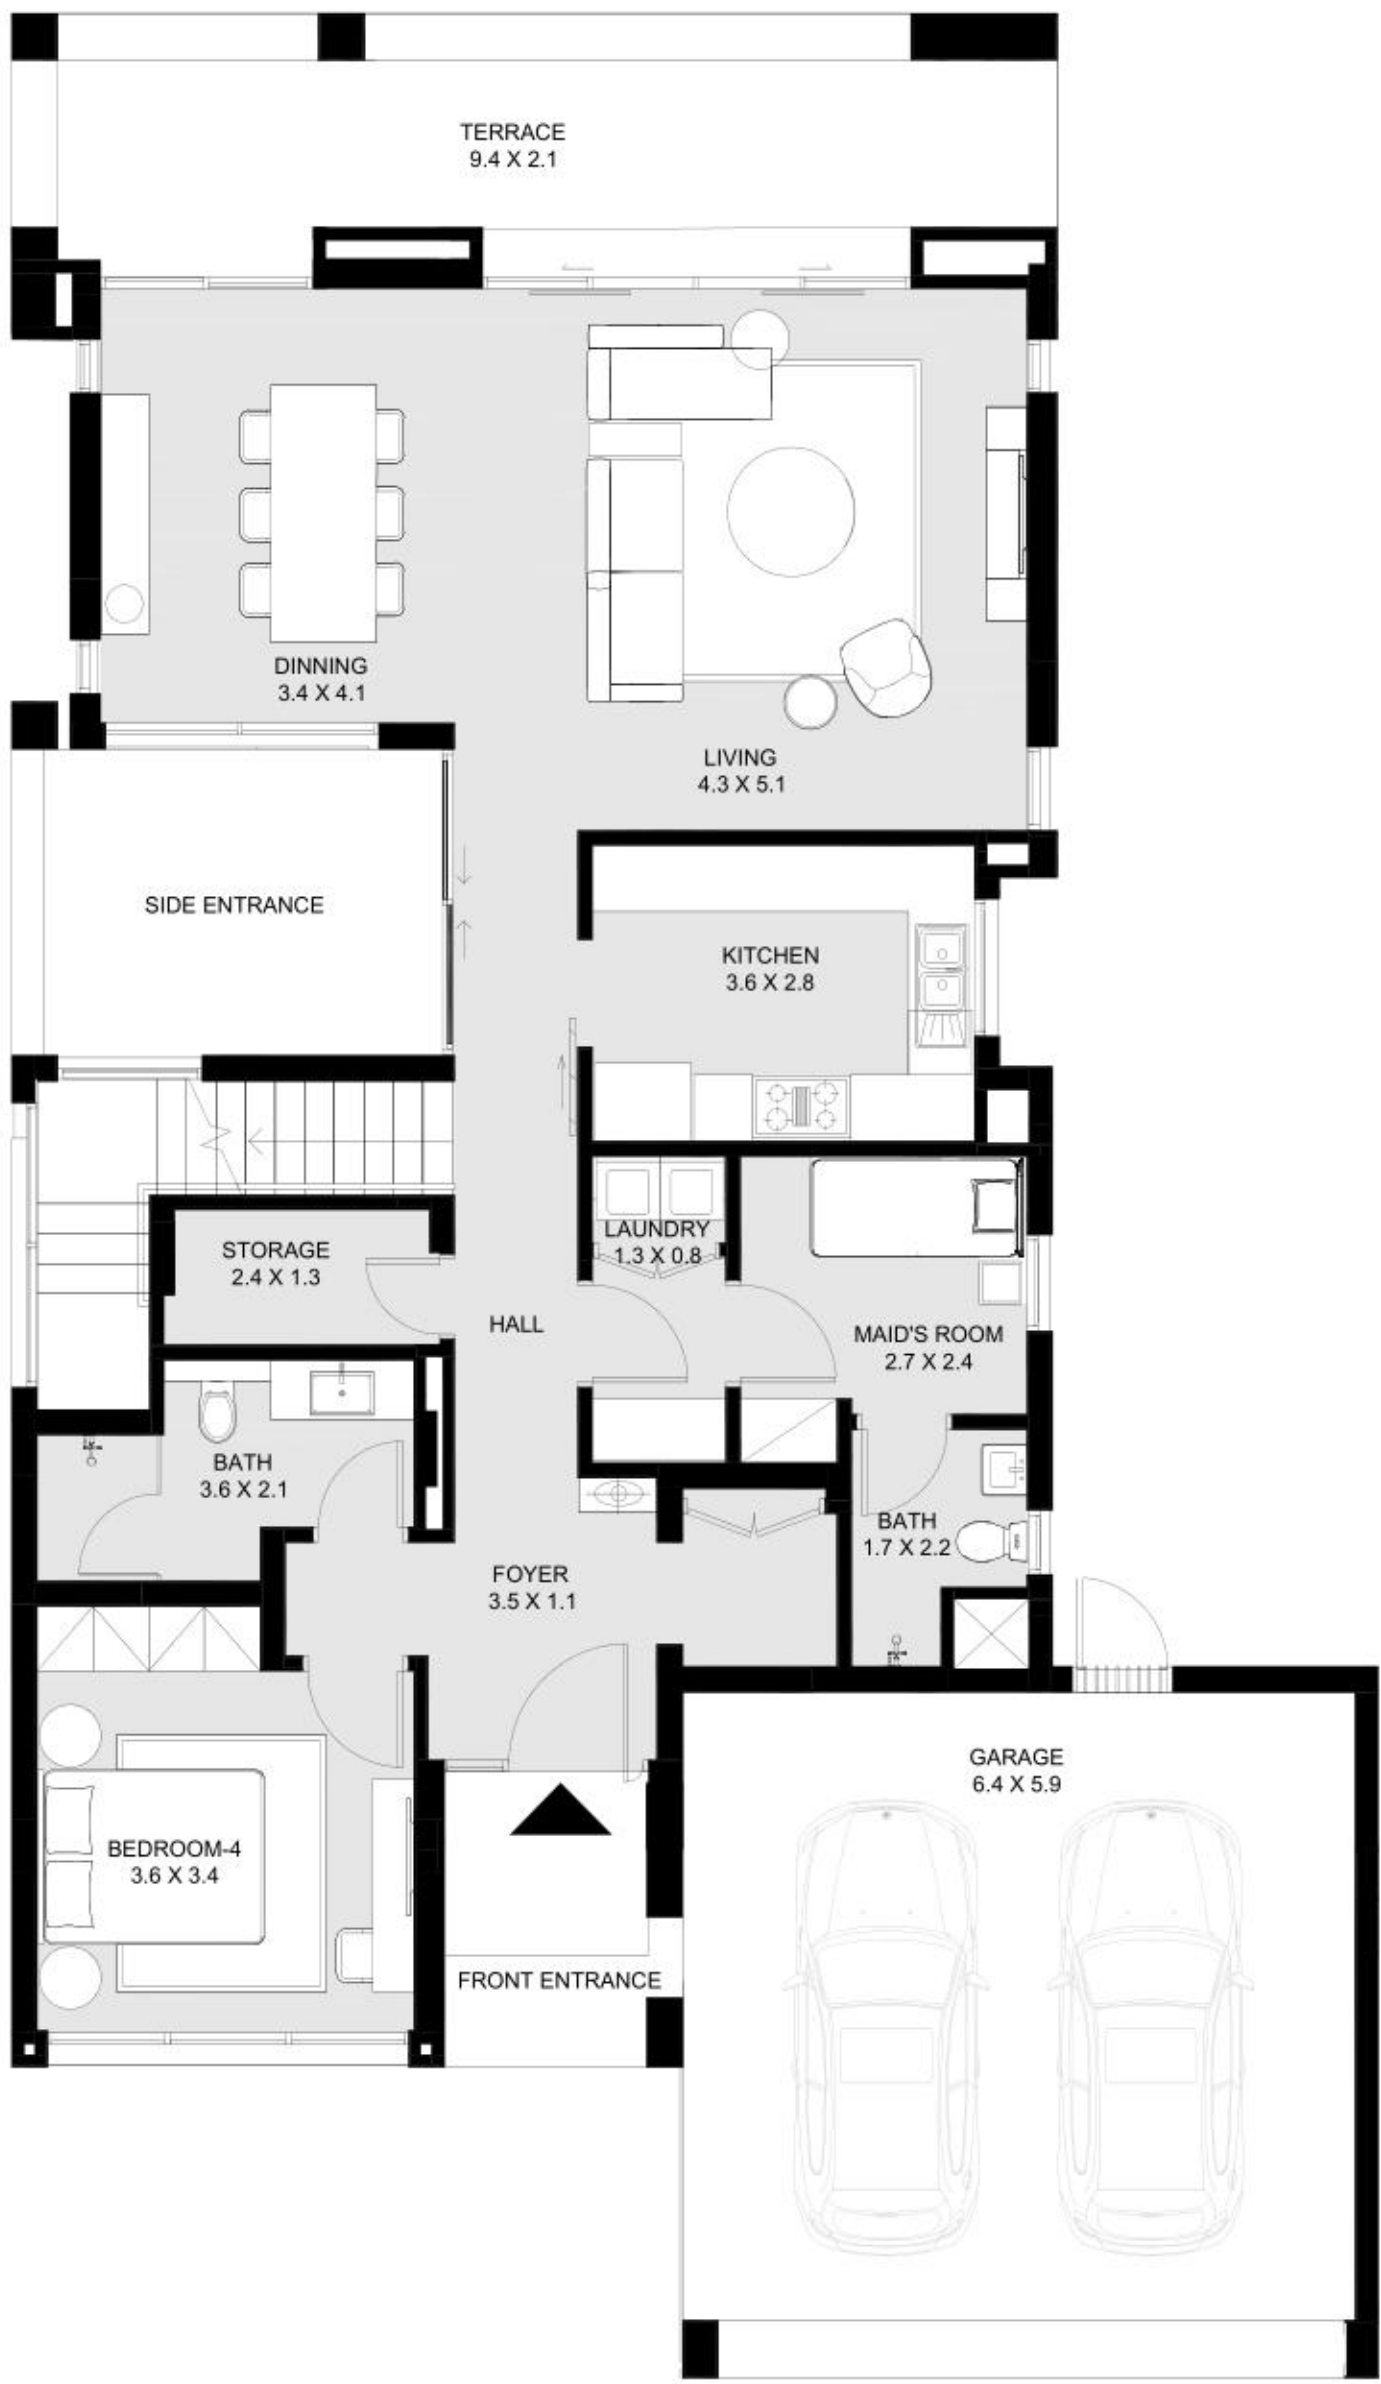 TERRACE
9.4 X 2.1
DINNING
3.4 X 4.1
LIVING
4.3 X 5.1
SIDE ENTRANCE
KITCHEN
3.6 X 2.8
LAUNDRY
1.3 X 0.8
STORAGE
2.4 X 1.3
HALL
MAID'S ROOM
2.7 X 2.4
BATH
3.6 X 2.1
BATH
1.7 X 2.2
FOYER
3.5 X 1.1
GARAGE
6.4 X 5.9
BEDROOM-4
3.6 X 3.4
FRONT ENTRANCE